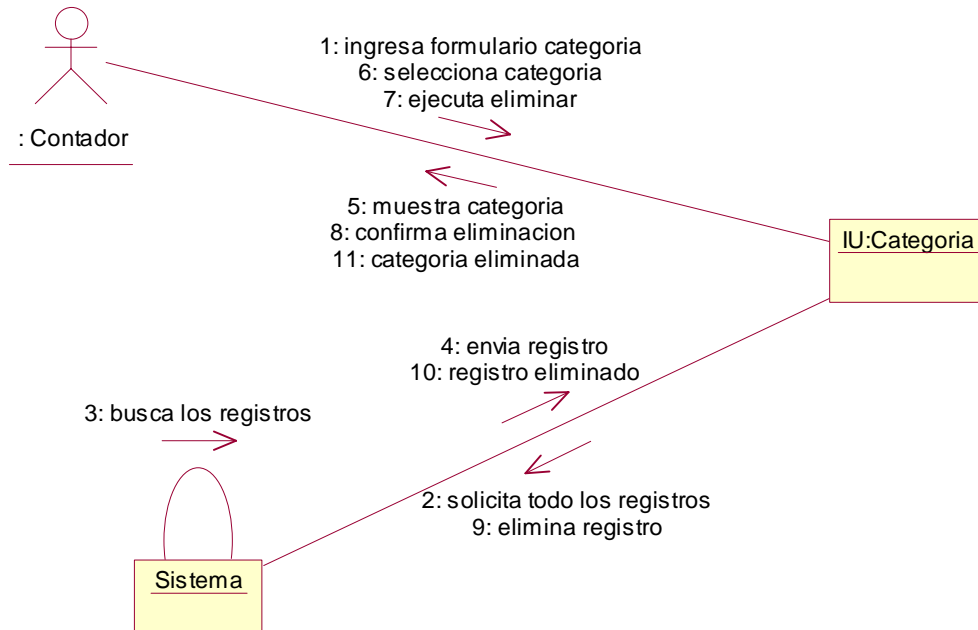 1: ingresa formulario categoria
6: selecciona categoria
7: ejecuta eliminar
: Contador
5: muestra categoria
8: confirma eliminacion
11: categoria eliminada
IU:Categoria
4: envia registro
10: registro eliminado
3: busca los registros
2: solicita todo los registros
9: elimina registro
Sistema